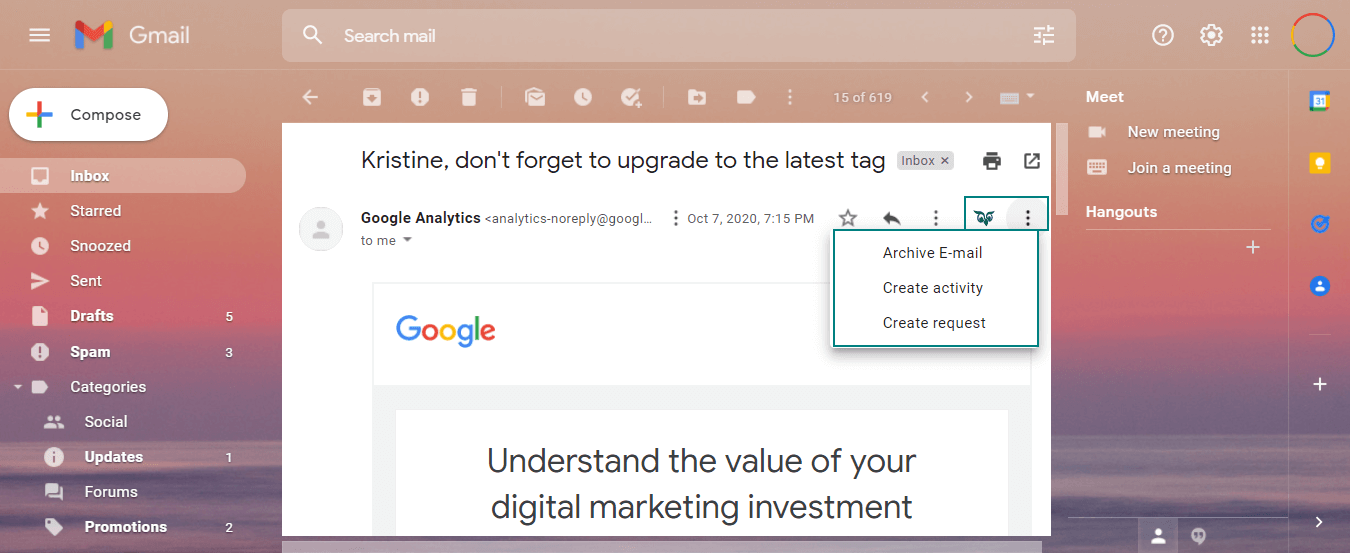 Gmail
Search mail
Compose
15 of 619
Inbox
Starred
Snoozed
Sent
Drafts 5
Spam 3
Categories
Social
Updates 1
Forums
Promotions 2
Kristine, don't forget to upgrade to the latest tag Inbox ×
Google Analytics <analytics-noreply@googl... Oct 7, 2020, 7:15 PM
to me
Archive E-mail
Create activity
Create request
Google
Understand the value of your
digital marketing investment
Meet
New meeting
Join a meeting
Hangouts
31